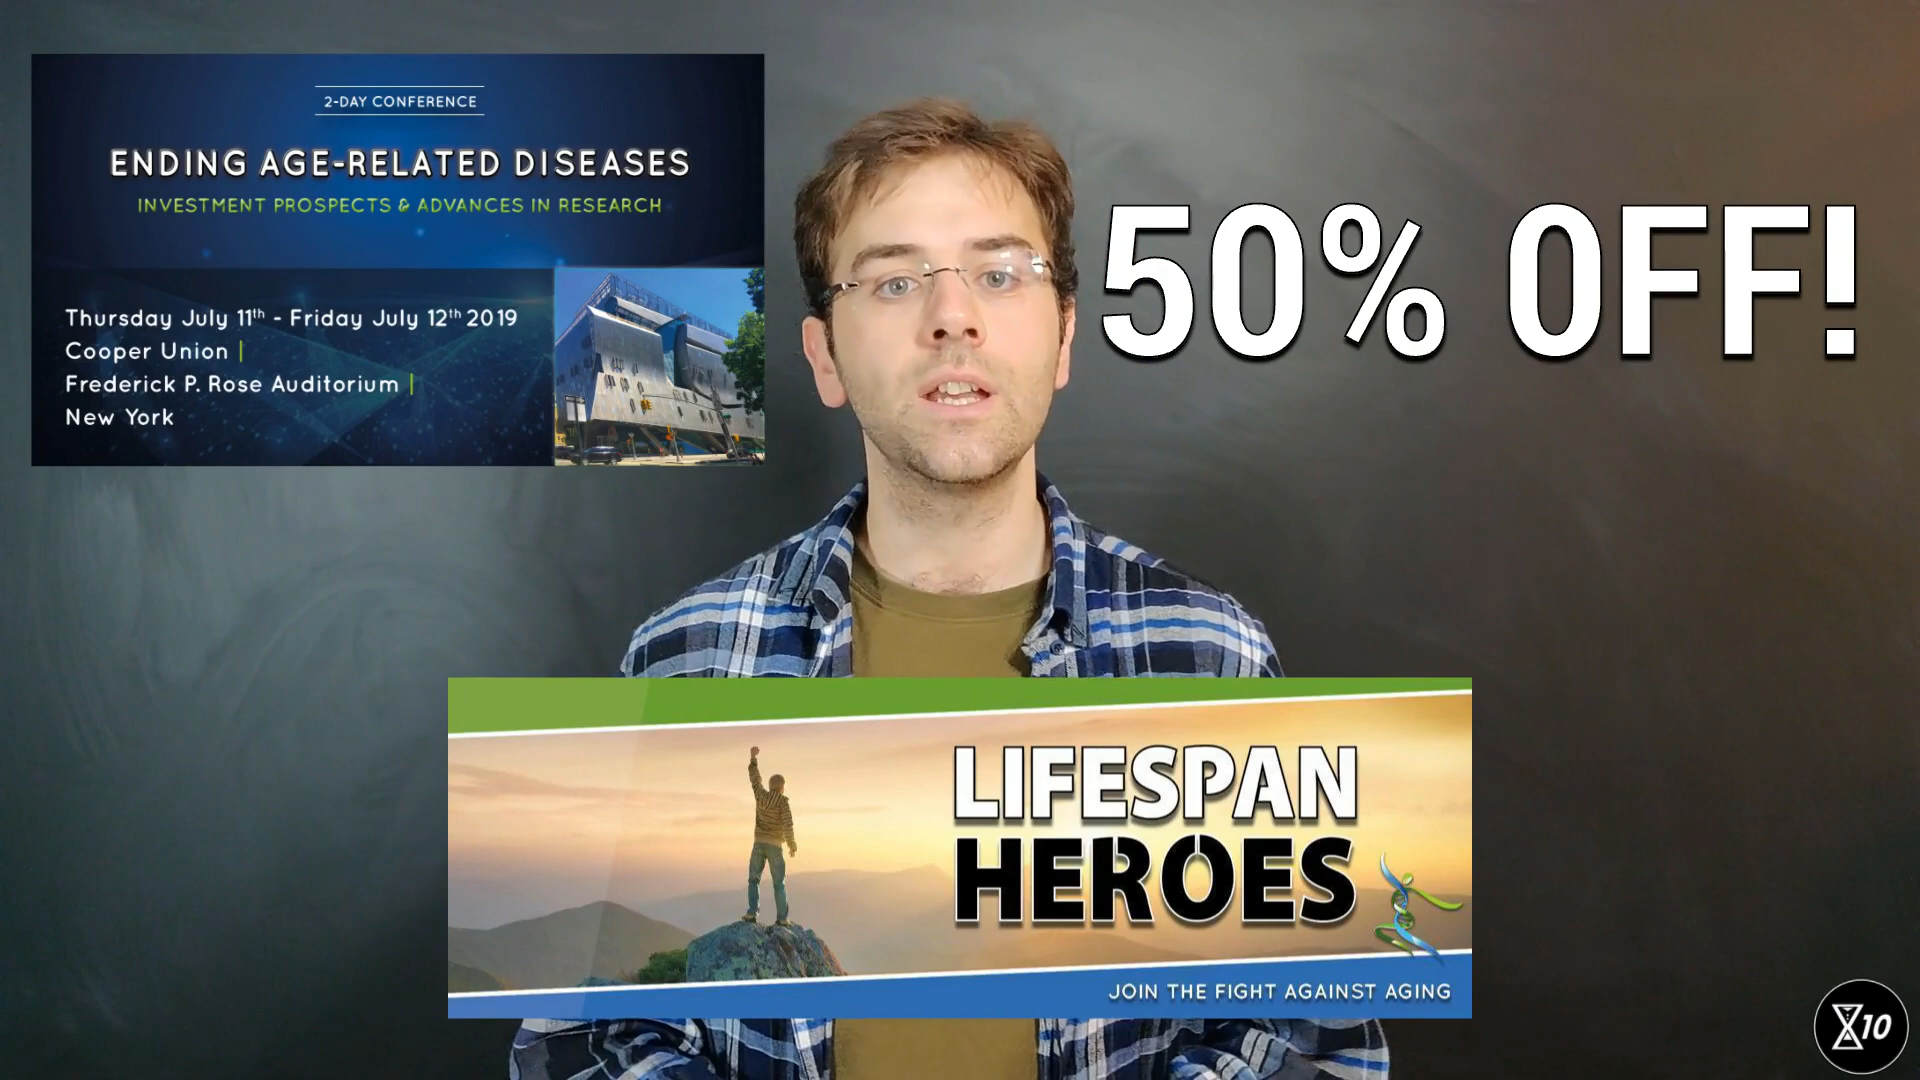 2-DAY CONFERENCE
ENDING AGE-RELATED DISEASES
INVESTMENT PROSPECTS & ADVANCES IN RESEARCH
Thursday July 11th - Friday July 12th 2019
Cooper Union |
Frederick P. Rose Auditorium |
New York
50% OFF!
LIFESPAN
HEROES
JOIN THE FIGHT AGAINST AGING
10